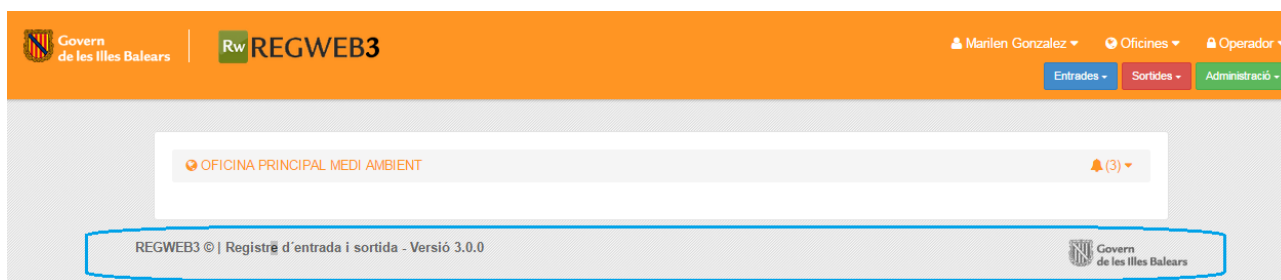 Govern
de les Illes Balears
Rw REGWEB3
Marilen Gonzalez
Oficines
Operador
Entrades
Sortides
Administració
OFICINA PRINCIPAL MEDI AMBIENT
(3)
REGWEB3 © | Registre d´entrada i sortida - Versió 3.0.0
Govern
de les Illes Balears